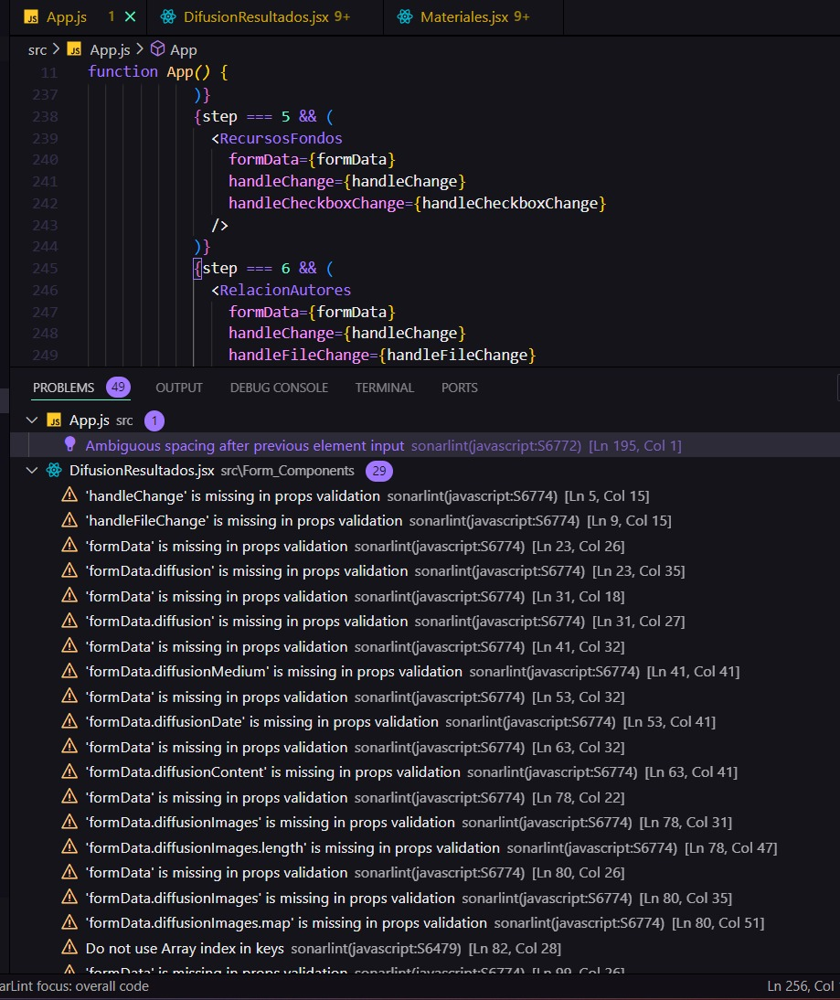 JS App.js 1 × DifusionResultados.jsx 9+ Materiales.jsx 9+
src > JS App.js > App
11 function App() {
237 )}
238 {step === 5 && (
239 <RecursosFondos
240 formData={formData}
241 handleChange={handleChange}
242 handleCheckboxChange={handleCheckboxChange}
243 />
244 )}
245 {step === 6 && (
246 <RelacionAutores
247 formData={formData}
248 handleChange={handleChange}
249 handleFileChange={handleFileChange}
PROBLEMS 49 OUTPUT DEBUG CONSOLE TERMINAL PORTS
JS App.js src 1
Ambiguous spacing after previous element input sonarlint(javascript:S6772) [Ln 195, Col 1]
DifusionResultados.jsx src\Form_Components 29
'handleChange' is missing in props validation sonarlint(javascript:S6774) [Ln 5, Col 15]
'handleFileChange' is missing in props validation sonarlint(javascript:S6774) [Ln 9, Col 15]
'formData' is missing in props validation sonarlint(javascript:S6774) [Ln 23, Col 26]
'formData.diffusion' is missing in props validation sonarlint(javascript:S6774) [Ln 23, Col 35]
'formData' is missing in props validation sonarlint(javascript:S6774) [Ln 31, Col 18]
'formData.diffusion' is missing in props validation sonarlint(javascript:S6774) [Ln 31, Col 27]
'formData' is missing in props validation sonarlint(javascript:S6774) [Ln 41, Col 32]
'formData.diffusionMedium' is missing in props validation sonarlint(javascript:S6774) [Ln 41, Col 41]
'formData' is missing in props validation sonarlint(javascript:S6774) [Ln 53, Col 32]
'formData.diffusionDate' is missing in props validation sonarlint(javascript:S6774) [Ln 53, Col 41]
'formData' is missing in props validation sonarlint(javascript:S6774) [Ln 63, Col 32]
'formData.diffusionContent' is missing in props validation sonarlint(javascript:S6774) [Ln 63, Col 41]
'formData' is missing in props validation sonarlint(javascript:S6774) [Ln 78, Col 22]
'formData.diffusionImages' is missing in props validation sonarlint(javascript:S6774) [Ln 78, Col 31]
'formData.diffusionImages.length' is missing in props validation sonarlint(javascript:S6774) [Ln 78, Col 47]
'formData' is missing in props validation sonarlint(javascript:S6774) [Ln 80, Col 26]
'formData.diffusionImages' is missing in props validation sonarlint(javascript:S6774) [Ln 80, Col 35]
'formData.diffusionImages.map' is missing in props validation sonarlint(javascript:S6774) [Ln 80, Col 51]
Do not use Array index in keys sonarlint(javascript:S6479) [Ln 82, Col 28]
'formData' is missing in props validation sonarlint(javascript:S6774) [Ln 99, Col 26]
arLint focus: overall code Ln 256, Col